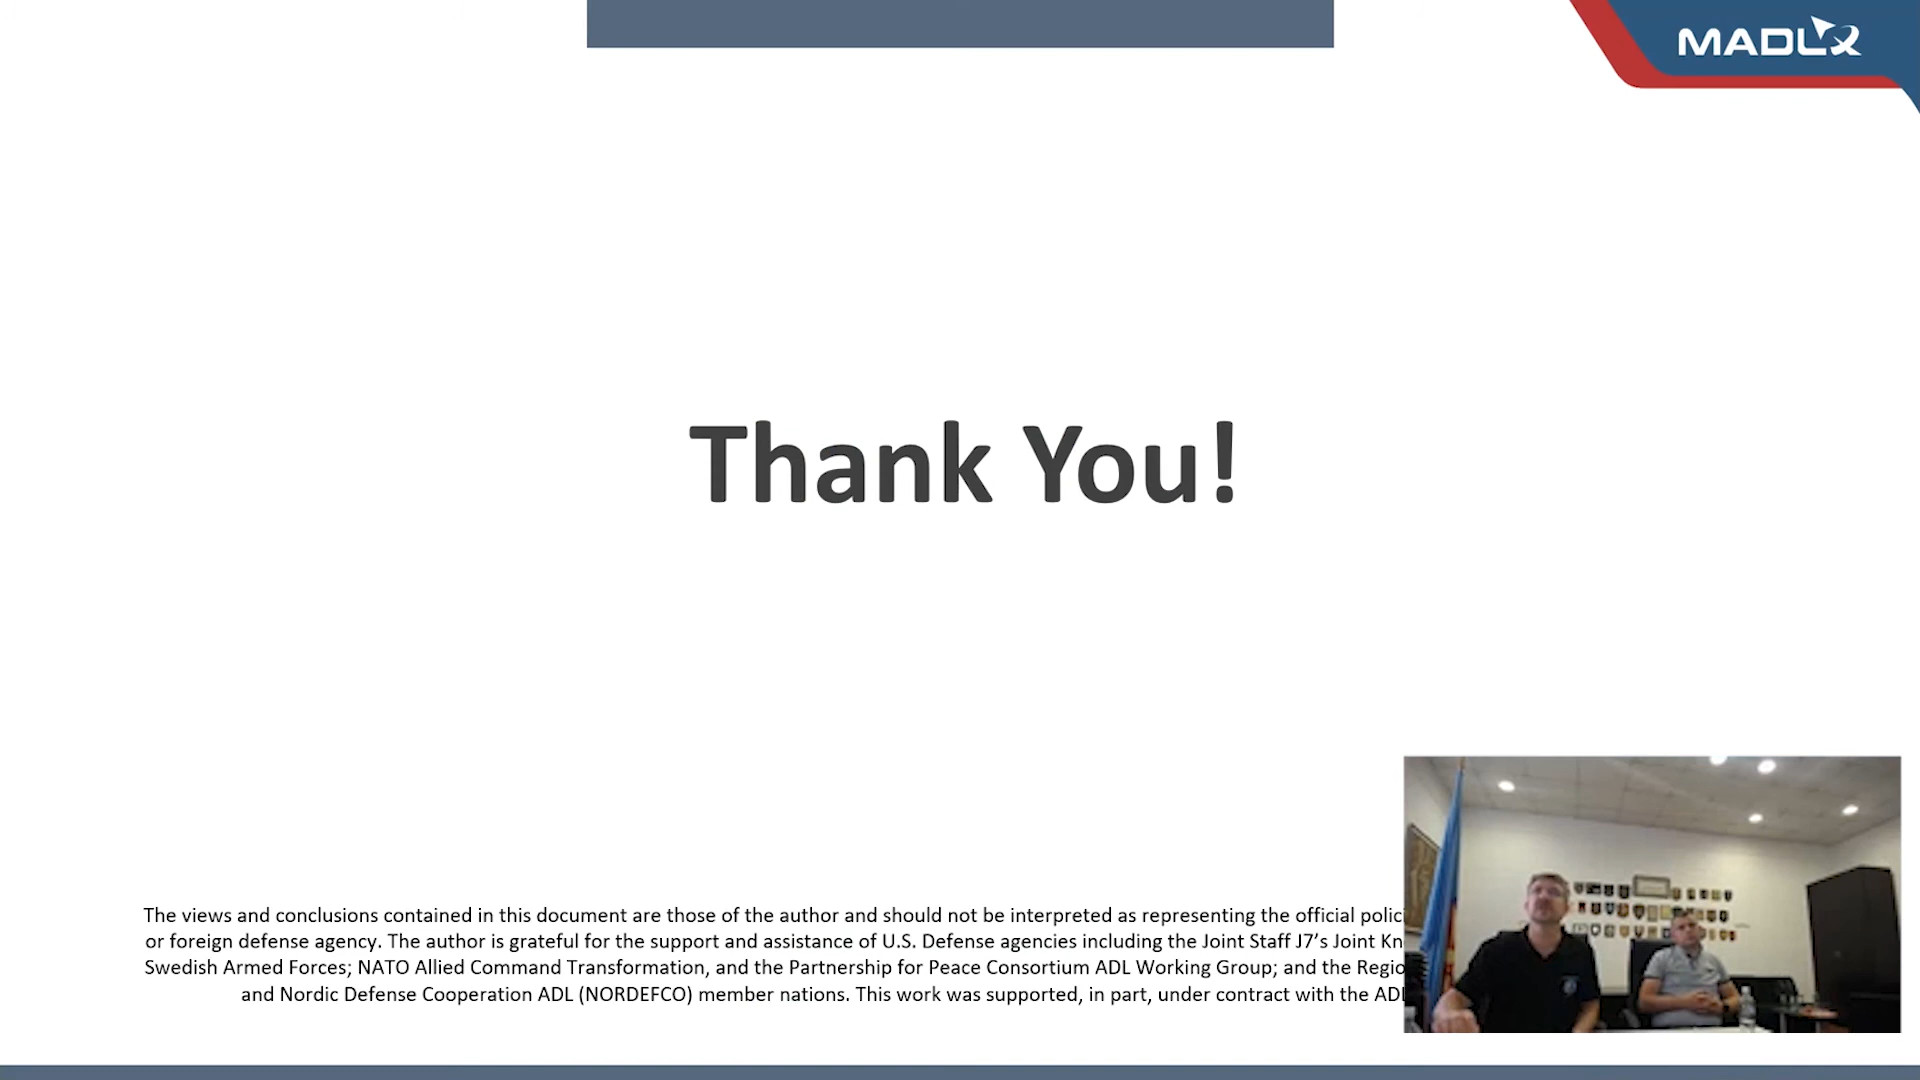 MADLx
Thank You!
The views and conclusions contained in this document are those of the author and should not be interpreted as representing the official
or foreign defense agency. The author is grateful for the support and assistance of U.S. Defense agencies including the Joint Staff J7’s Joint
Swedish Armed Forces; NATO Allied Command Transformation, and the Partnership for Peace Consortium ADL Working Group; and the
and Nordic Defense Cooperation ADL (NORDEFCO) member nations. This work was supported, in part, under contract with the ADL